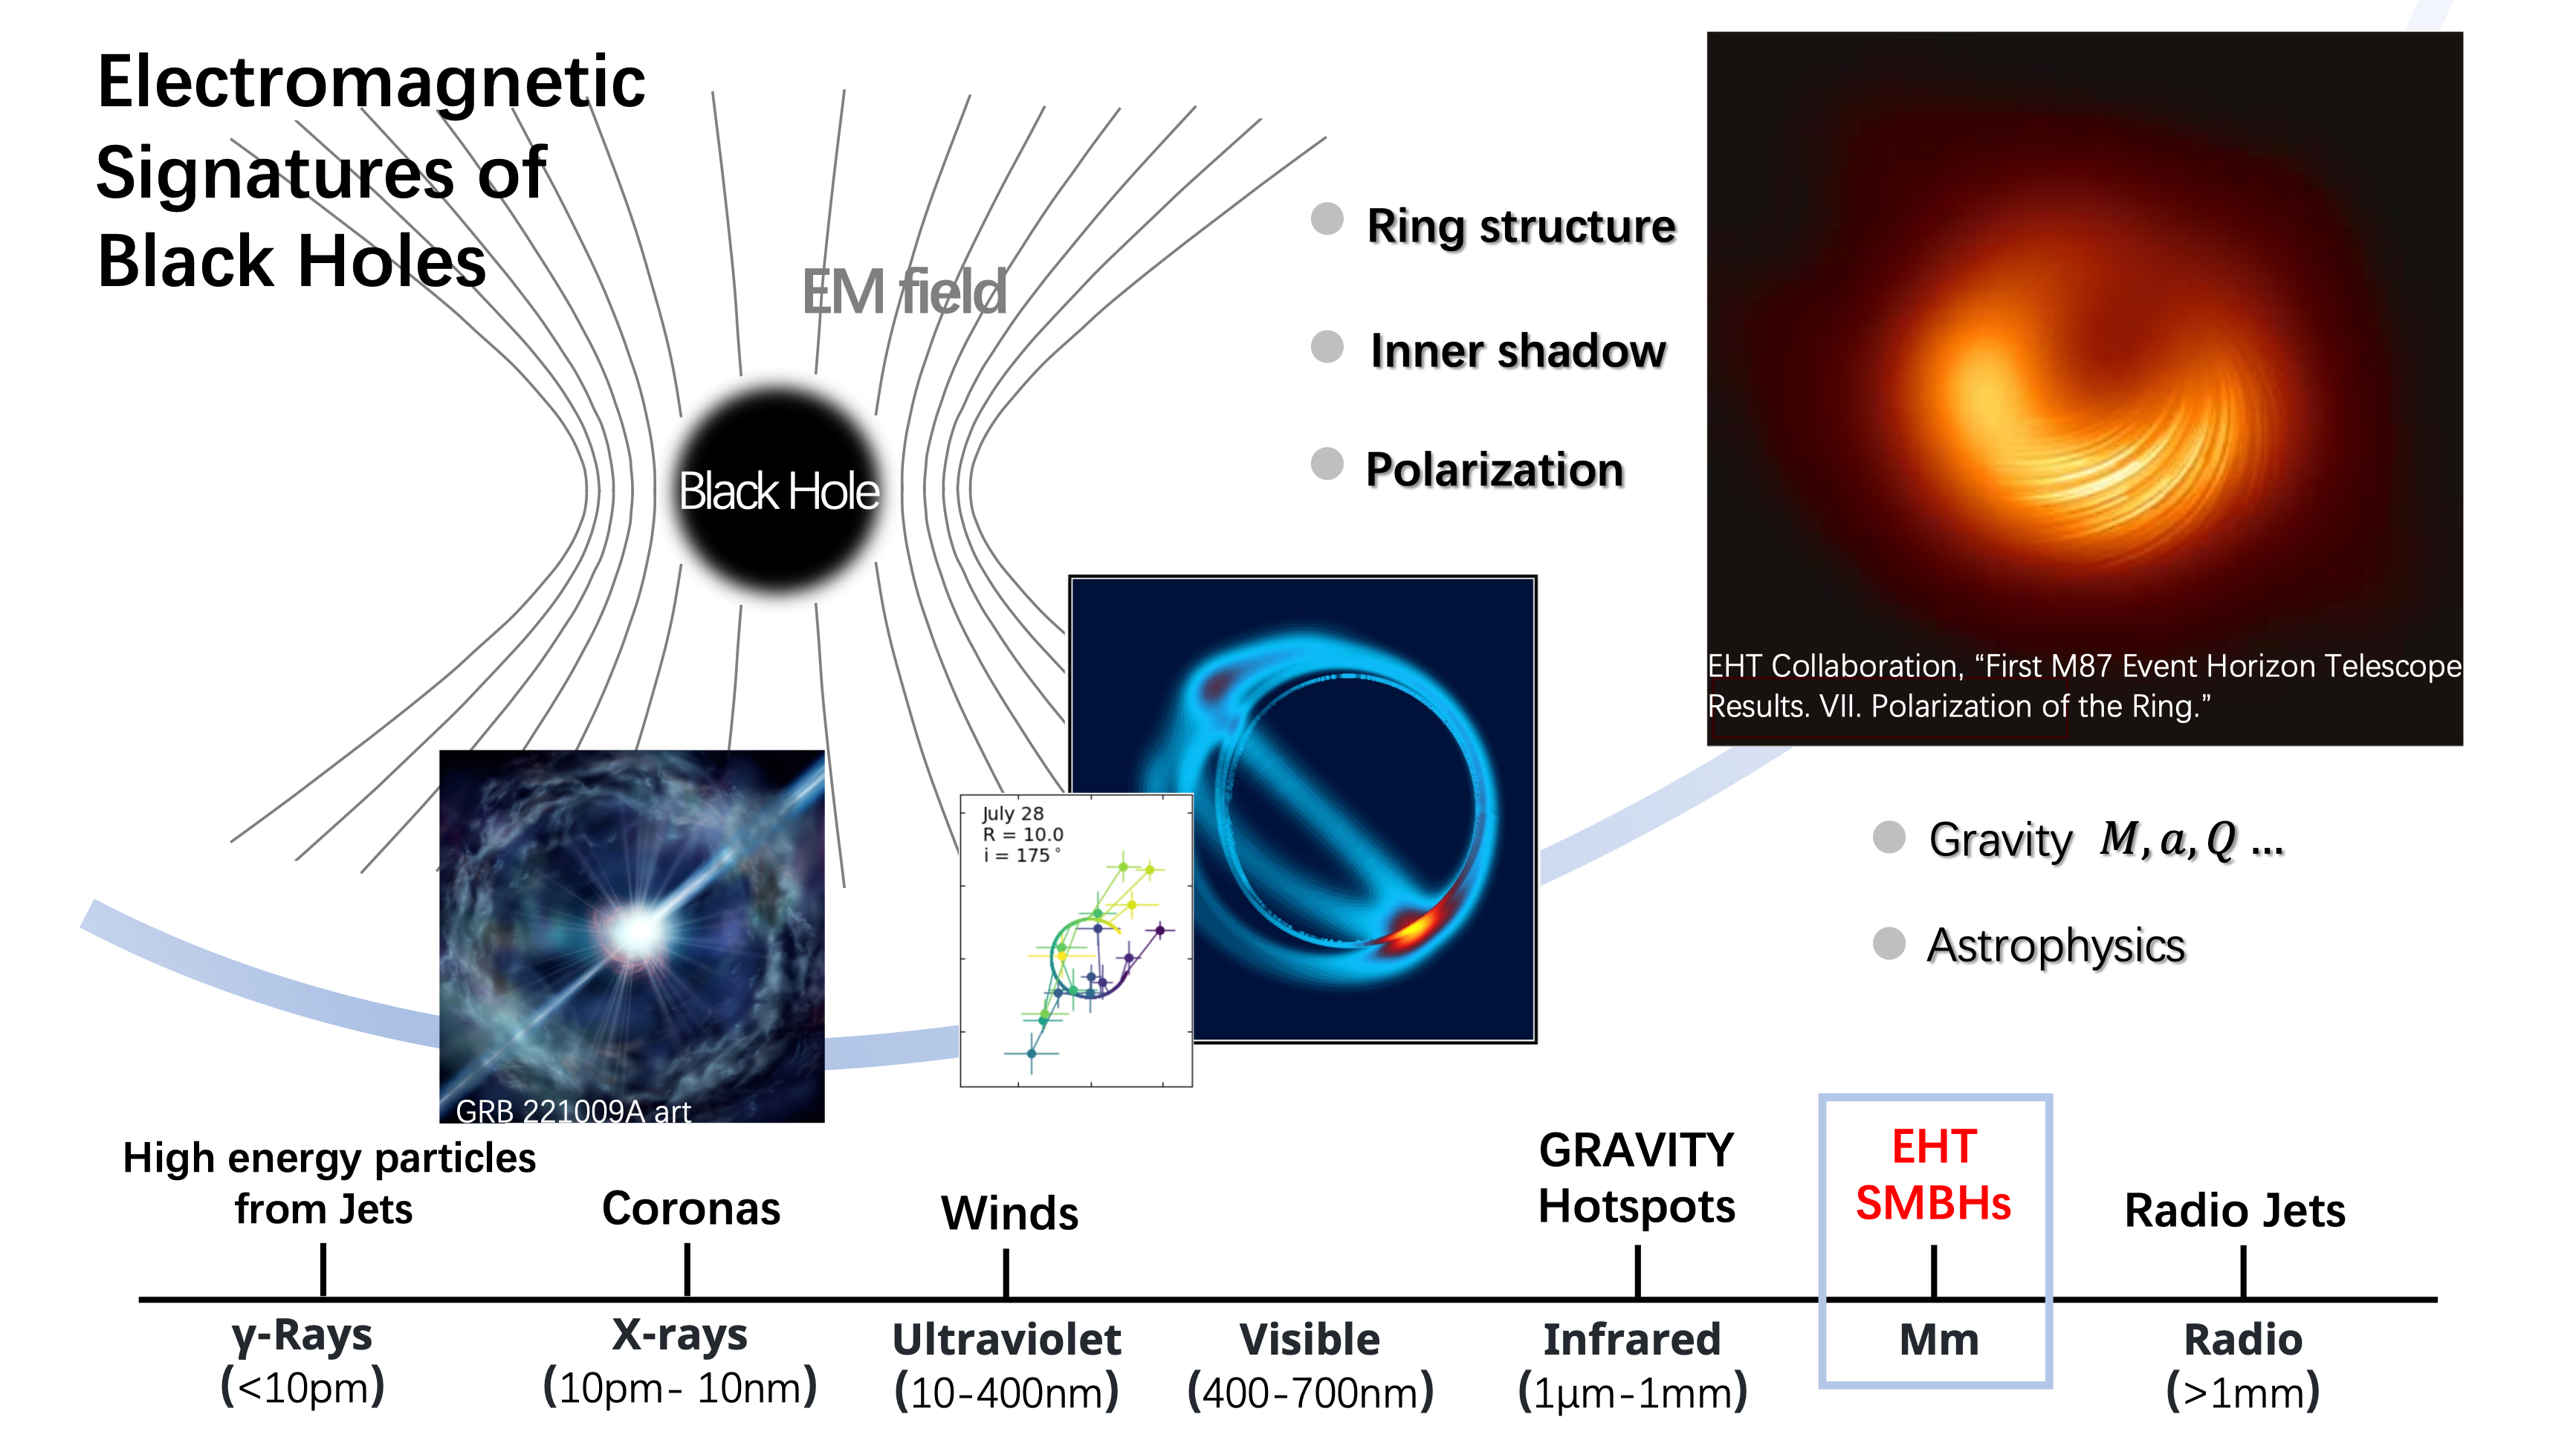 Electromagnetic
Signatures of
Black Holes
EM field
Black Hole
Ring structure
Inner shadow
Polarization
EHT Collaboration, “First M87 Event Horizon Telescope
Results. VII. Polarization of the Ring.”
July 28
R = 10.0
i = 175°
GRB 221009A art
Gravity M, a, Q ...
Astrophysics
High energy particles
from Jets
Coronas
Winds
GRAVITY
Hotspots
EHT
SMBHs
Radio Jets
γ-Rays
(<10pm)
X-rays
(10pm- 10nm)
Ultraviolet
(10-400nm)
Visible
(400-700nm)
Infrared
(1μm-1mm)
Mm
Radio
(>1mm)